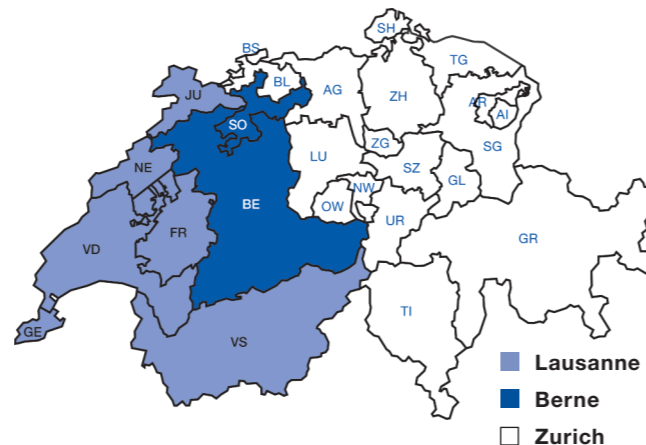 SH
BS
TG
BL
JU
AG
ZH
AR
AI
SO
ZG
SG
LU
NE
SZ
GL
NW
BE
OW
UR
FR
GR
VD
TI
GE
VS
Lausanne
Berne
Zurich